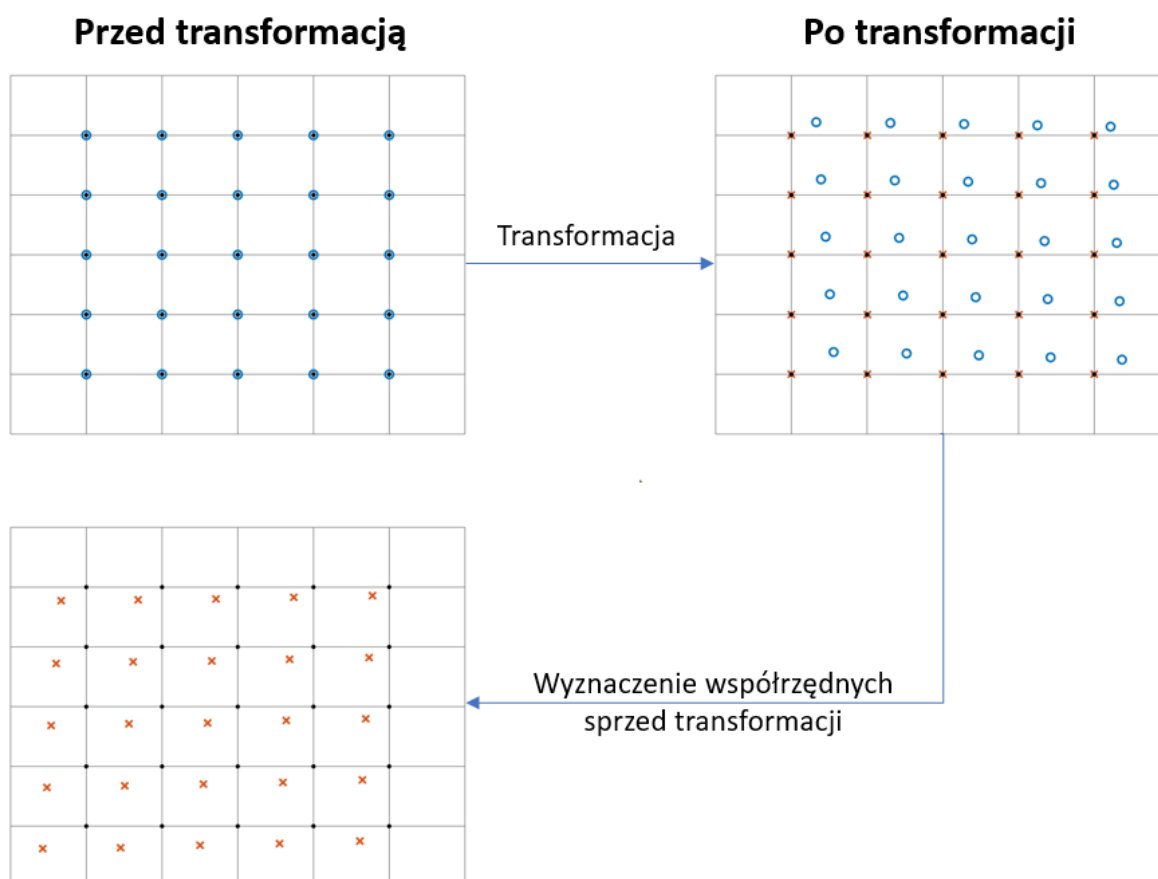 Przed transformacją
Po transformacji
Transformacja
Wyznaczenie współrzędnych
sprzed transformacji